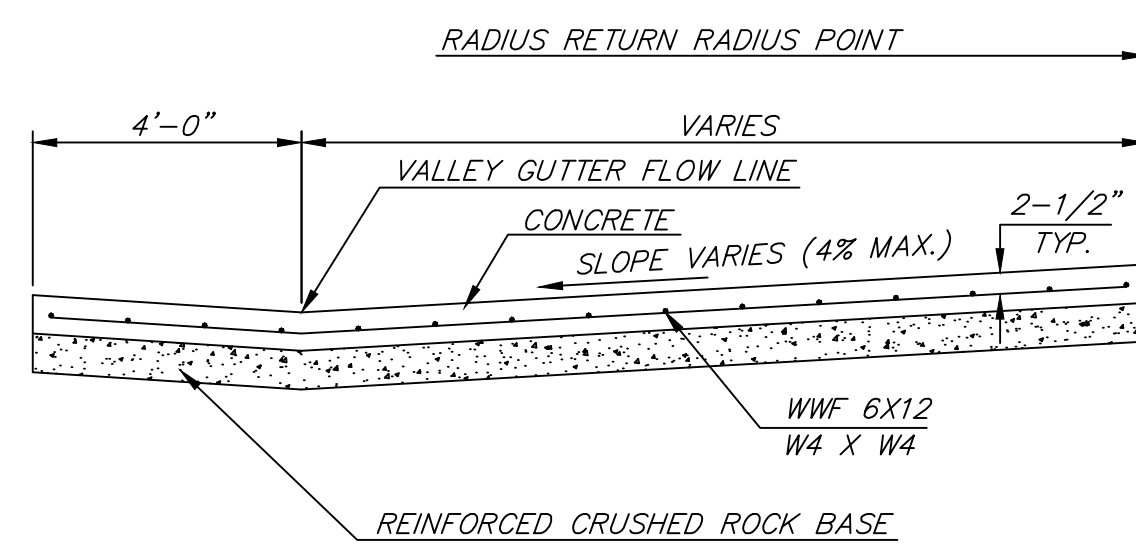 RADIUS RETURN RADIUS POINT
4'-0"
VARIES
VALLEY GUTTER FLOW LINE
2-1/2"
TYP.
CONCRETE
SLOPE VARIES (4% MAX.)
WWF 6X12
W4 X W4
REINFORCED CRUSHED ROCK BASE